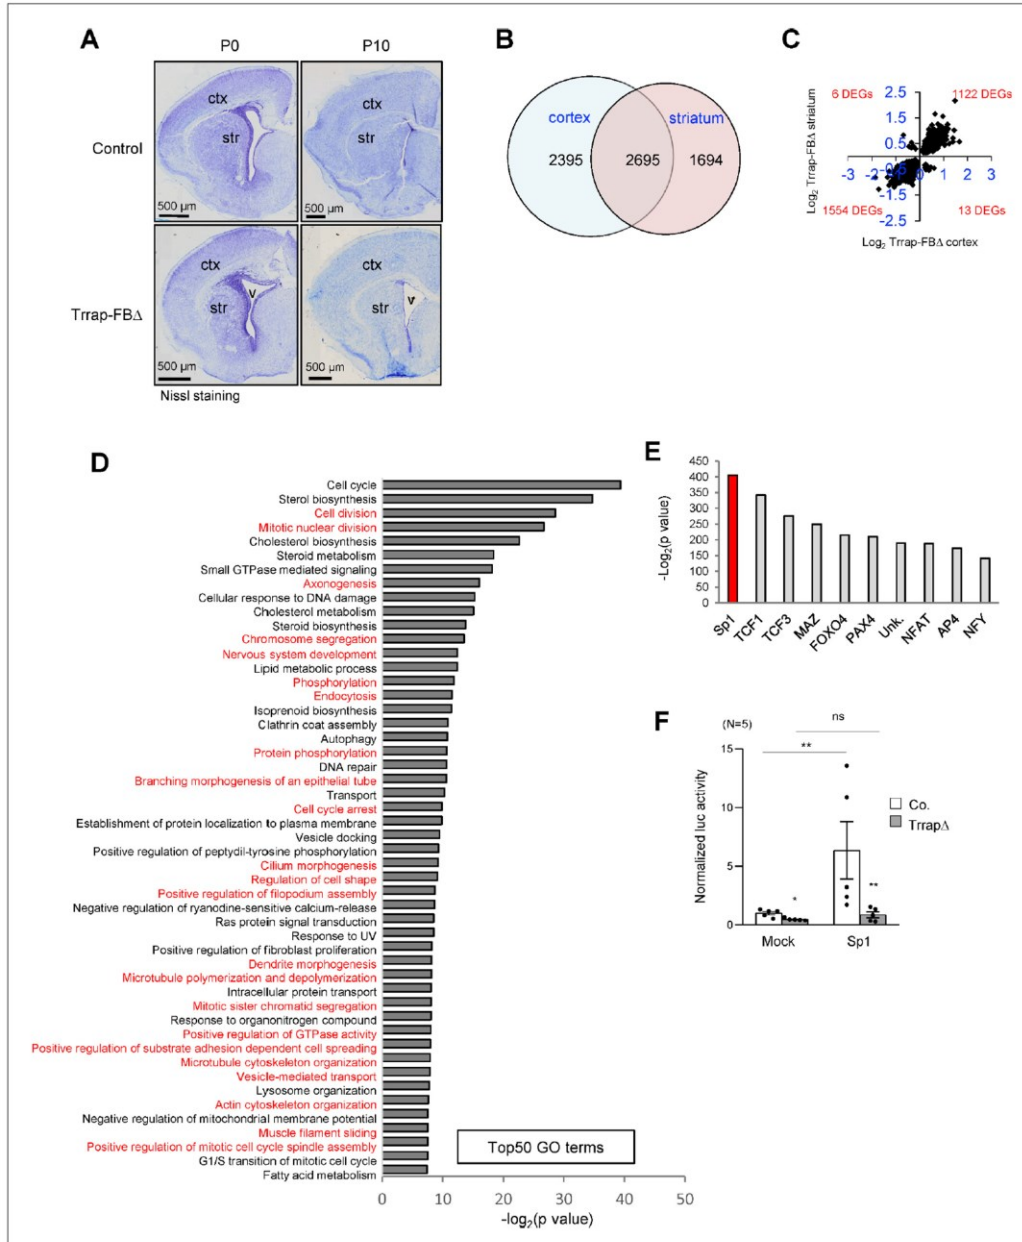 A
P0
P10
Control
ctx
str
500 µm
ctx
str
500 µm
Trrap-FBΔ
ctx
str
v
500 µm
ctx
str
v
500 µm
Nissl staining
B
cortex
striatum
2395
2695
1694
C
6 DEGs
1122 DEGs
1554 DEGs
13 DEGs
2.5
1.5
0.5
-0.5
-1.5
-2.5
-3 -2 -1 0 1 2 3
Log2 Trrap-FBΔ striatum
Log2 Trrap-FBΔ cortex
D
Cell cycle
Sterol biosynthesis
Cell division
Mitotic nuclear division
Cholesterol biosynthesis
Steroid metabolism
Small GTPase mediated signaling
Axonogenesis
Cellular response to DNA damage
Cholesterol metabolism
Steroid biosynthesis
Chromosome segregation
Nervous system development
Lipid metabolic process
Phosphorylation
Endocytosis
Isoprenoid biosynthesis
Clathrin coat assembly
Autophagy
Protein phosphorylation
DNA repair
Branching morphogenesis of an epithelial tube
Transport
Cell cycle arrest
Establishment of protein localization to plasma membrane
Vesicle docking
Positive regulation of peptydil-tyrosine phosphorylation
Cilium morphogenesis
Regulation of cell shape
Positive regulation of filopodium assembly
Negative regulation of ryanodine-sensitive calcium-release
Ras protein signal transduction
Response to UV
Positive regulation of fibroblast proliferation
Dendrite morphogenesis
Microtubule polymerization and depolymerization
Intracellular protein transport
Mitotic sister chromatid segregation
Response to organonitrogen compound
Positive regulation of GTPase activity
Positive regulation of substrate adhesion dependent cell spreading
Microtubule cytoskeleton organization
Vesicle-mediated transport
Lysosome organization
Actin cytoskeleton organization
Negative regulation of mitochondrial membrane potential
Muscle filament sliding
Positive regulation of mitotic cell cycle spindle assembly
G1/S transition of mitotic cell cycle
Fatty acid metabolism
Top50 GO terms
0 10 20 30 40 50
-log2(p value)
E
-Log2(p value)
450
400
350
300
250
200
150
100
50
0
Sp1 TCF1 TCF3 MAZ FOXO4 PAX4 Unk. NFAT AP4 NFY
F
(N=5)
ns
**
Normalized luc activity
15
10
5
0
*
**
Co.
TrrapΔ
Mock Sp1